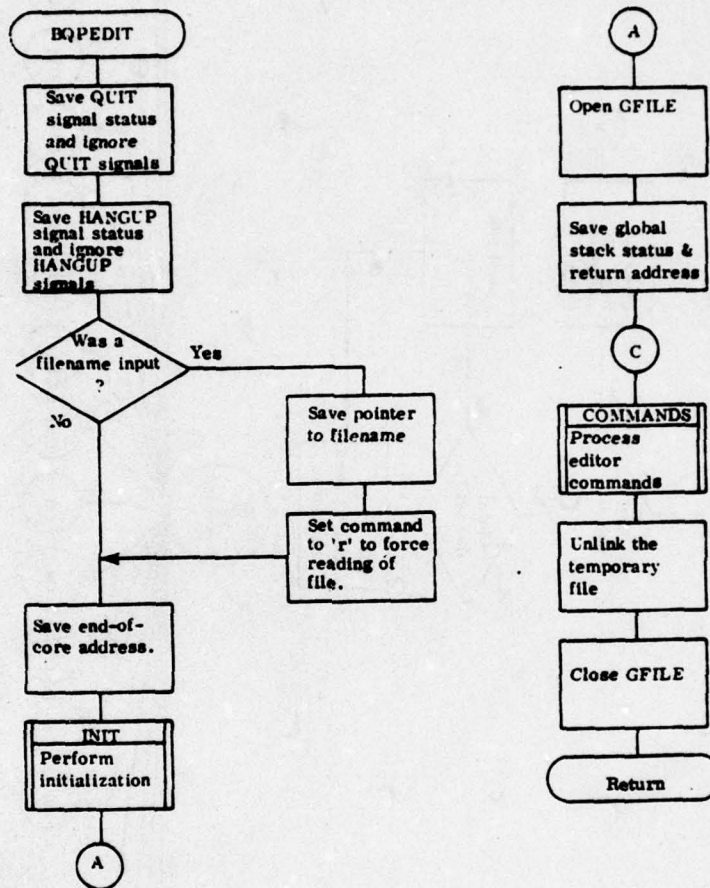 BQPEDIT
Save QUIT
signal status
and ignore
QUIT signals
Save HANGUP
signal status
and ignore
HANGUP
signals
Was a
filename input
?
Yes
No
Save pointer
to filename
Set command
to 'r' to force
reading of
file.
Save end-of-
core address.
INIT
Perform
initialization
A
A
Open GFILE
Save global
stack status &
return address
C
COMMANDS
Process
editor
commands
Unlink the
temporary
file
Close GFILE
Return